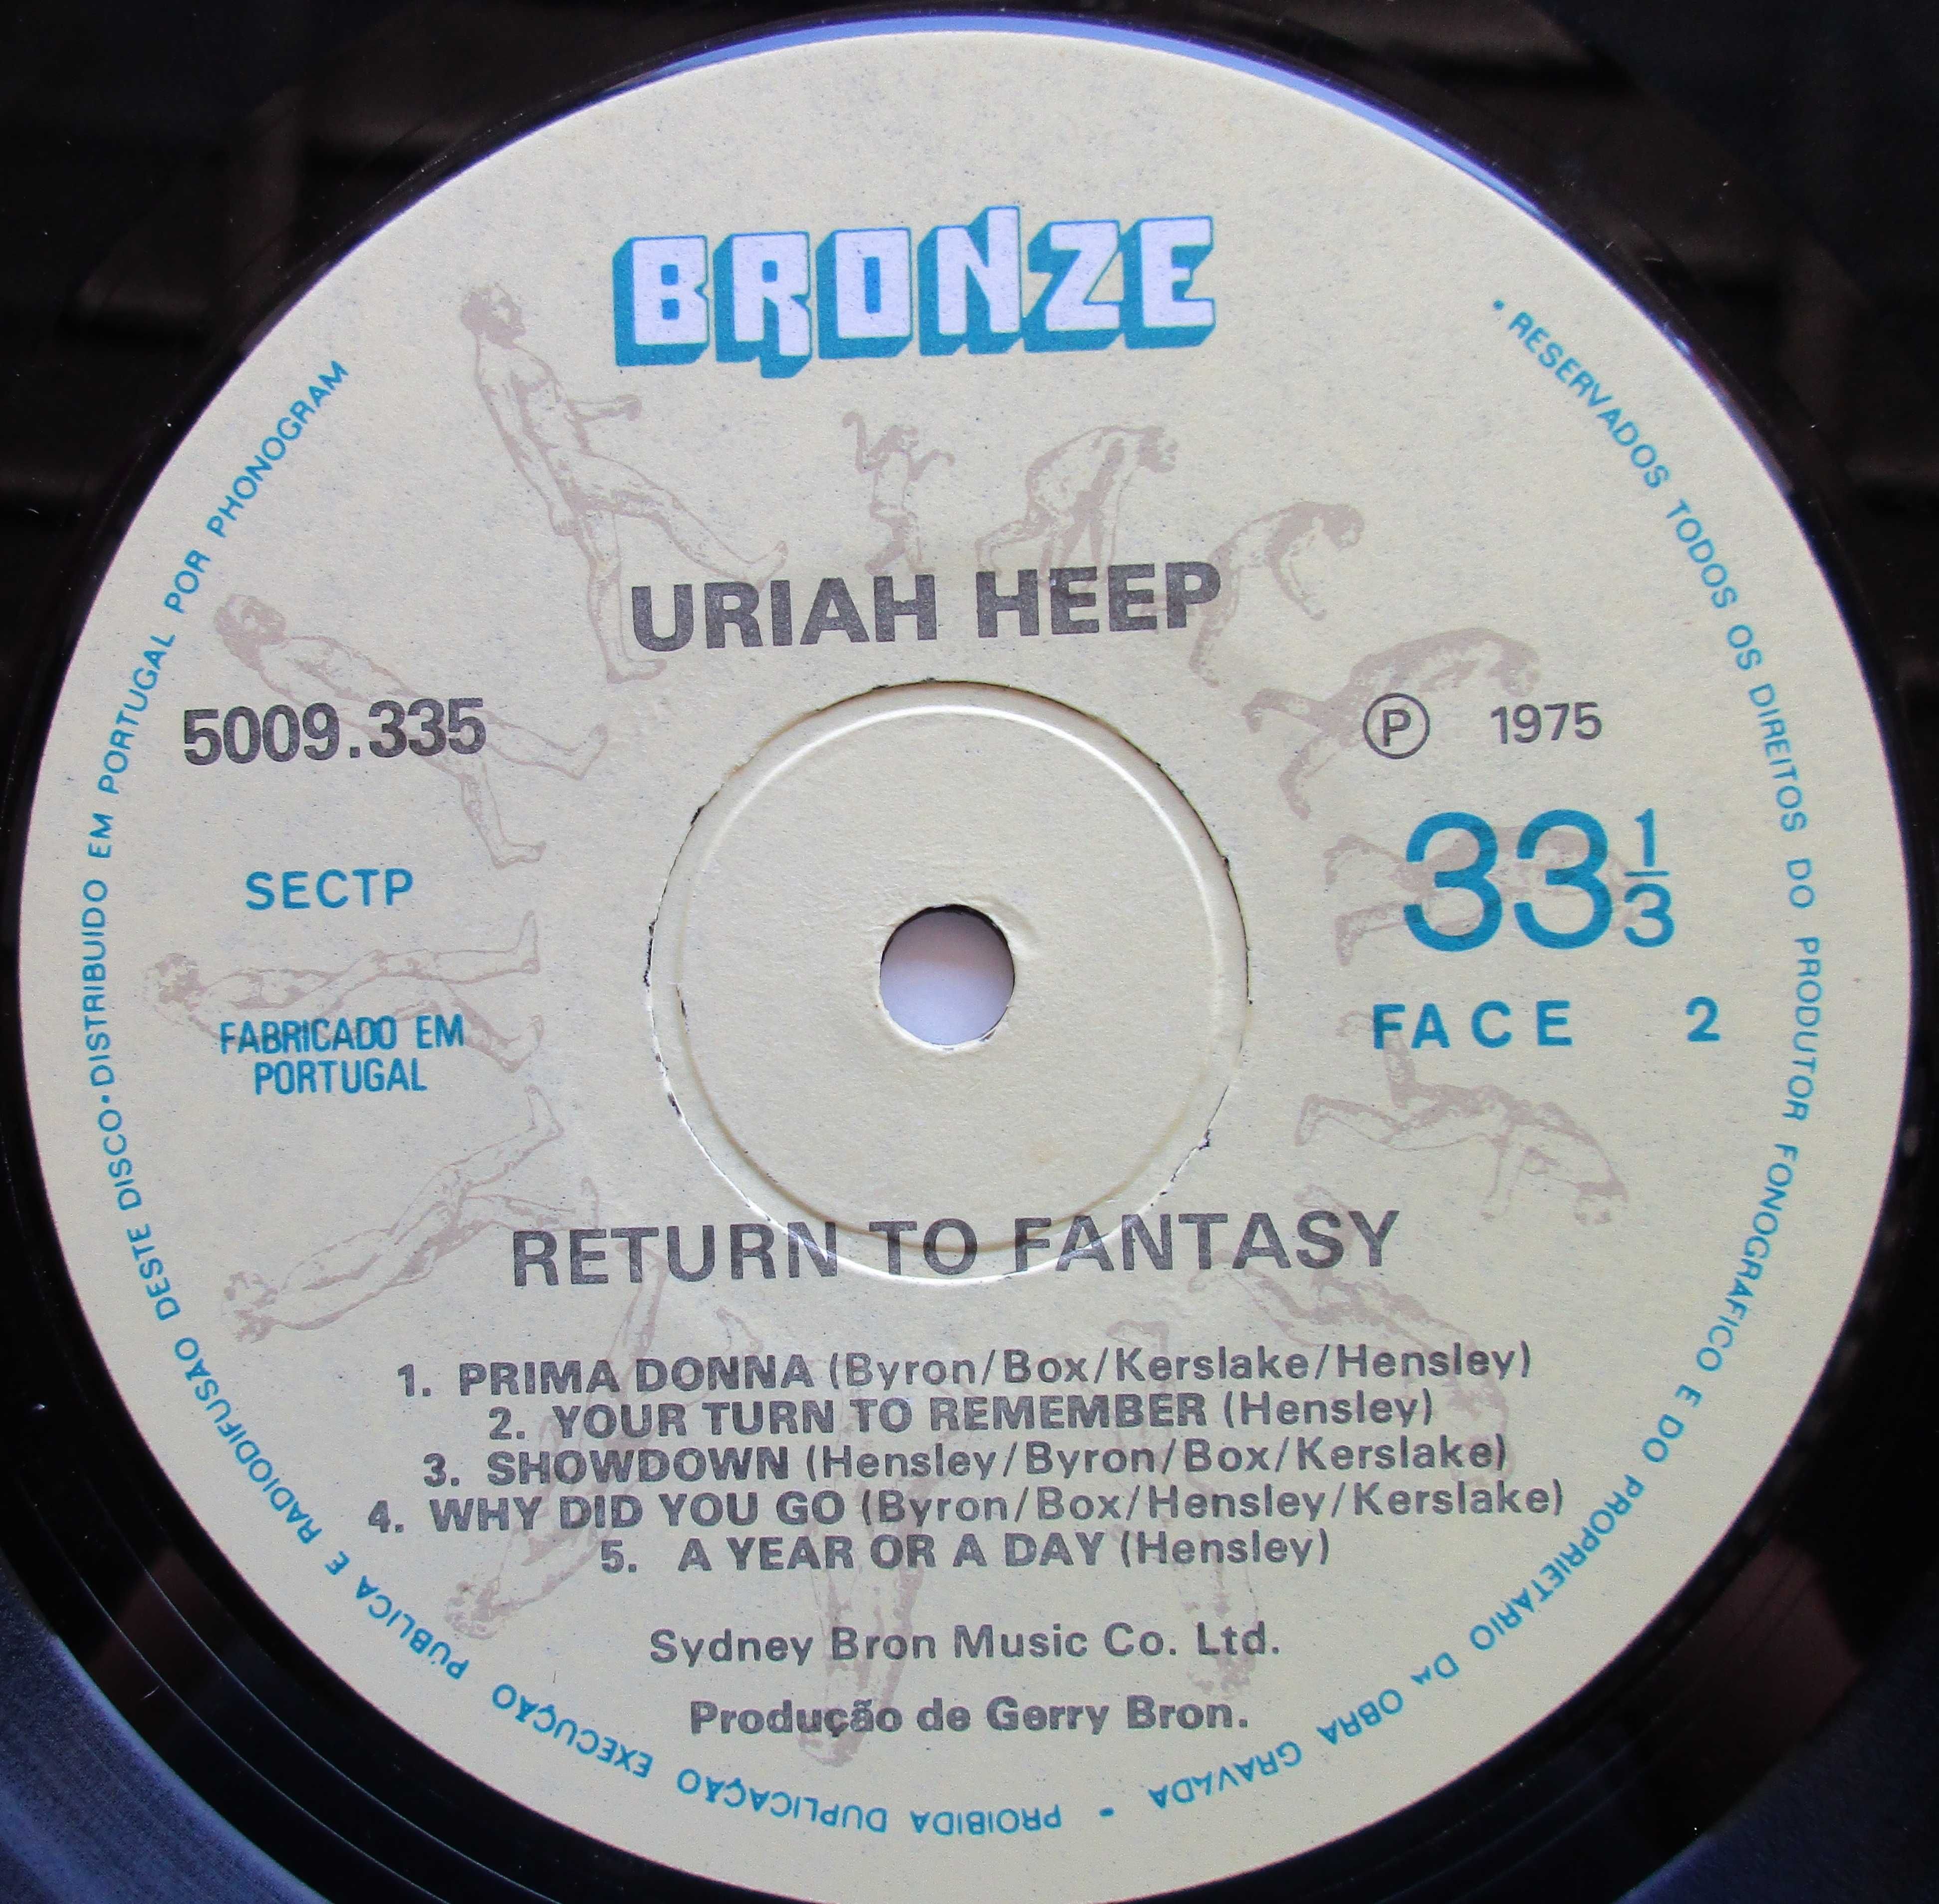 BRONZE
URIAH HEEP
5009.335
Ⓟ 1975
33 1/3
SECTP
FACE 2
FABRICADO EM
PORTUGAL
RETURN TO FANTASY
1. PRIMA DONNA (Byron/Box/Kerslake/Hensley)
2. YOUR TURN TO REMEMBER (Hensley)
3. SHOWDOWN (Hensley/Byron/Box/Kerslake)
4. WHY DID YOU GO (Byron/Box/Hensley/Kerslake)
5. A YEAR OR A DAY (Hensley)
Sydney Bron Music Co. Ltd.
Produção de Gerry Bron.
• RESERVADOS TODOS OS DIREITOS DO PRODUTOR FONOGRAFICO E DO PROPRIETARIO DA OBRA GRAVADA • PROIBIDA DUPLICAÇÃO EXECUÇÃO PUBLICA E RADIODIFUSÃO DESTE DISCO • DISTRIBUIDO EM PORTUGAL POR PHONOGRAM